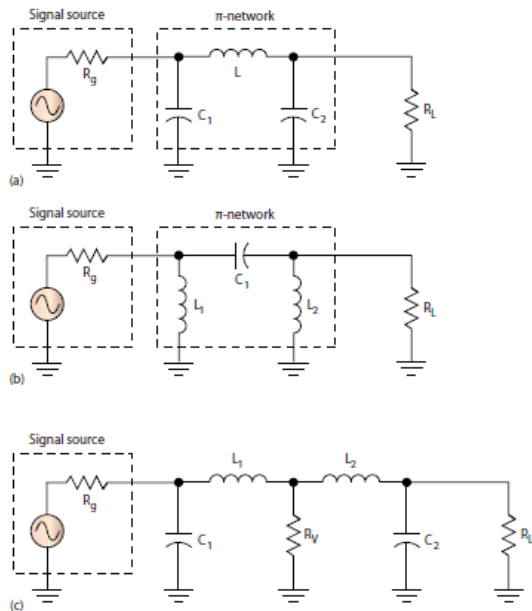 Signal source
π-network
Rg
L
C1
C2
RL
(a)
Signal source
π-network
Rg
C1
L1
L2
RL
(b)
Signal source
L1
L2
Rg
C1
RV
C2
RL
(c)